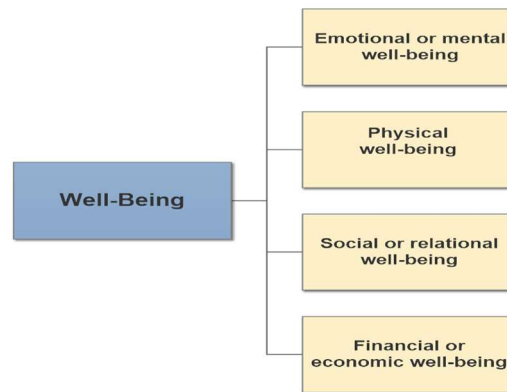 Emotional or mental
well-being
Physical
well-being
Well-Being
Social or relational
well-being
Financial or
economic well-being